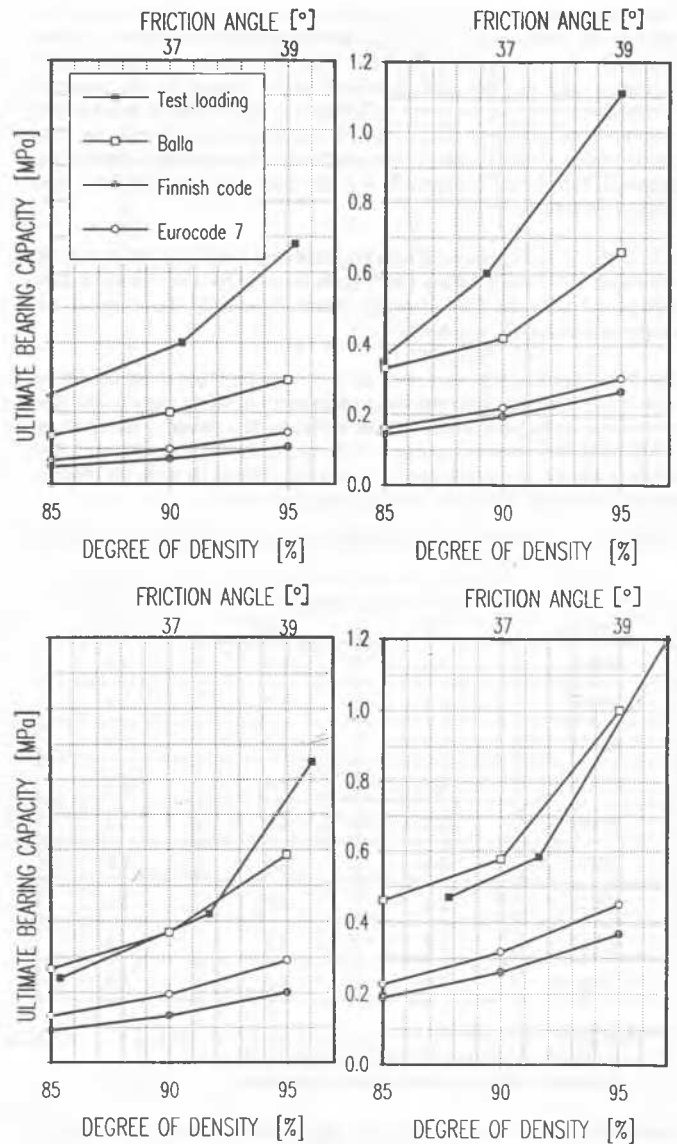 FRICTION ANGLE [°]
37 39
ULTIMATE BEARING CAPACITY [MPa]
Test loading
Balla
Finnish code
Eurocode 7
85 90 95
DEGREE OF DENSITY [%]
FRICTION ANGLE [°]
37 39
1.2
1.0
0.8
0.6
0.4
0.2
0.0
85 90 95
DEGREE OF DENSITY [%]
FRICTION ANGLE [°]
37 39
ULTIMATE BEARING CAPACITY [MPa]
85 90 95
DEGREE OF DENSITY [%]
FRICTION ANGLE [°]
37 39
1.2
1.0
0.8
0.6
0.4
0.2
0.0
85 90 95
DEGREE OF DENSITY [%]